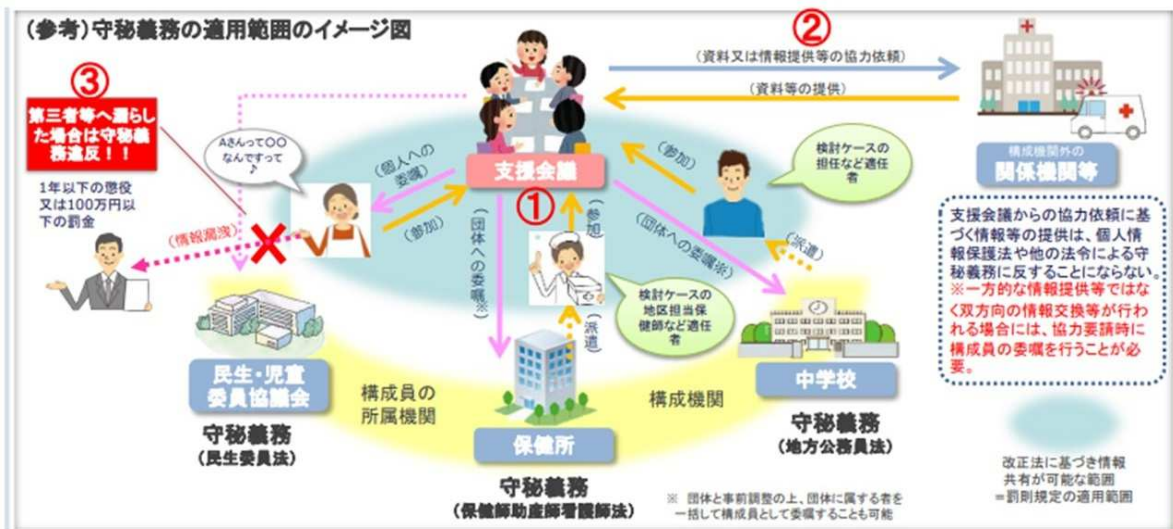 (参考)守秘義務の適用範囲のイメージ図
③
第三者等へ漏らし
た場合は守秘義
務違反！！
1年以下の懲役
又は100万円以
下の罰金
Aさんって〇〇
なんですって
♪
(情報漏洩)
(個人への
委嘱)
(参加)
支援会議
①
(団体への委嘱※)
(参加)
(派遣)
検討ケースの
地区担当保
健師など適任
者
(参加)
(団体への委嘱※)
(派遣)
検討ケースの
担任など適任
者
②
(資料又は情報提供等の協力依頼)
(資料等の提供)
構成機関外の
関係機関等
支援会議からの協力依頼に基
づく情報等の提供は、個人情
報保護法や他の法令による守
秘義務に反することにならない。
※一方的な情報提供等ではな
く双方向の情報交換等が行わ
れる場合には、協力要請時に
構成員の委嘱を行うことが必
要。
民生・児童
委員協議会
守秘義務
(民生委員法)
構成員の
所属機関
保健所
守秘義務
(保健師助産師看護師法)
構成機関
中学校
守秘義務
(地方公務員法)
※ 団体と事前調整の上、団体に属する者を
一括して構成員として委嘱することも可能
改正法に基づき情報
共有が可能な範囲
=罰則規定の適用範囲